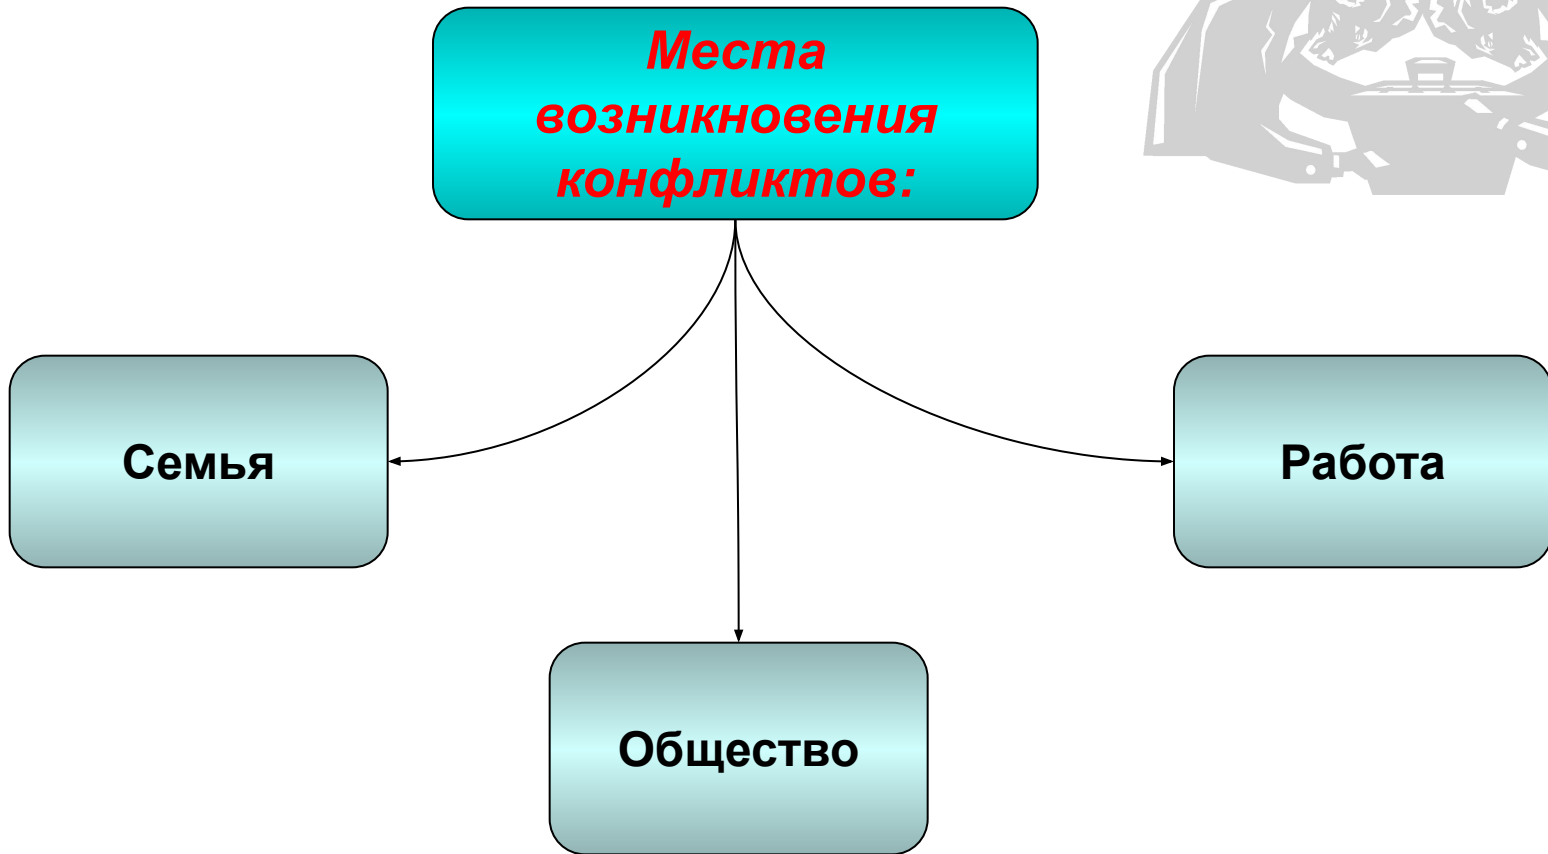 Места
возникновения
конфликтов:
Семья
Работа
Общество